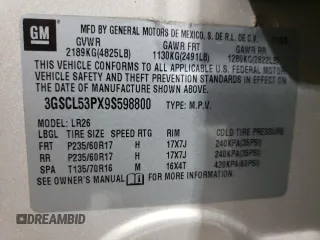 GM
MFD BY GENERAL MOTORS DE MEXICO, S DE R.L. DE C.V.
GVWR GAWR FRT GAWR RR
2189KG(4825LB) 1130KG(2491LB)
THIS VEHICLE CONFORMS TO ALL APPLICABLE U.S. FEDERAL MOTOR
VEHICLE SAFETY AND THEFT PREVENTION STANDARDS IN EFFECT ON
THE DATE OF MANUFACTURE SHOWN ABOVE.
3GSCL53PX9S598800 TYPE: M.P.V.
MODEL: LR26
LBGL TIRE SIZE SPEED RTG RIM COLD TIRE PRESSURE
FRT P235/60R17 H 17X7J 240KPA(35PSI)
RR P235/60R17 H 17X7J 240KPA(35PSI)
SPA T135/70R16 M 16X4T 420KPA(60PSI)
SEE OWNER'S MANUAL FOR ADDITIONAL INFORMATION
DREAMBID